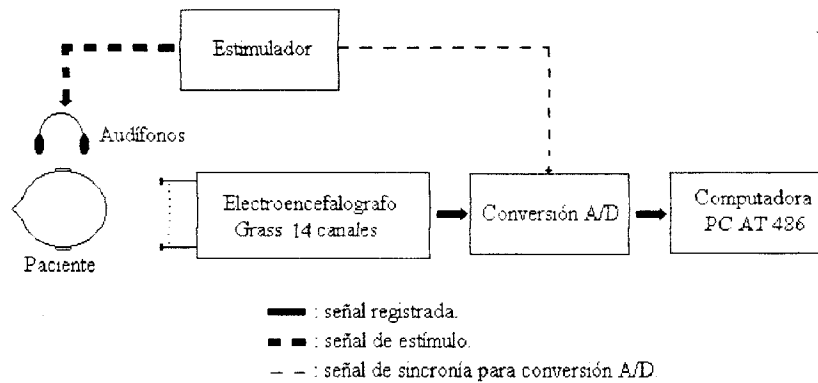 Estimulador
Audífonos
Electroencefalografo
Grass 14 canales
Conversión A/D
Computadora
PC AT 486
Paciente
: señal registrada.
: señal de estímulo.
: señal de sincronía para conversión A/D